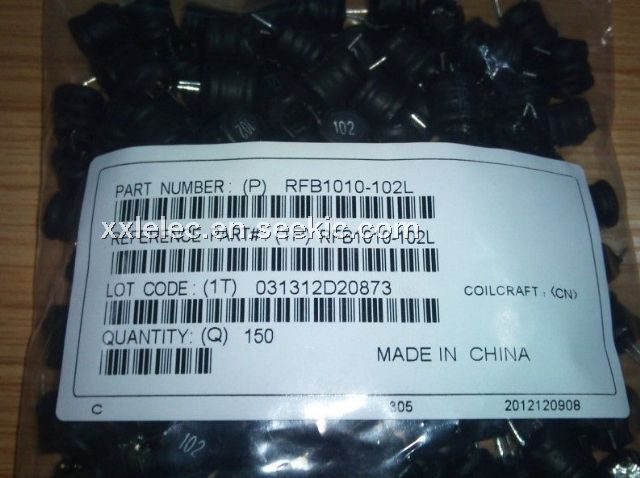 201
102
PART NUMBER: (P) RFB1010-102L
xxlelec.en.seekic.com
REFERENCE PART#: RFB1010-102L
LOT CODE: (1T) 031312D20873
COILCRAFT: (CN)
QUANTITY: (Q) 150
MADE IN CHINA
C 305 2012120908
102